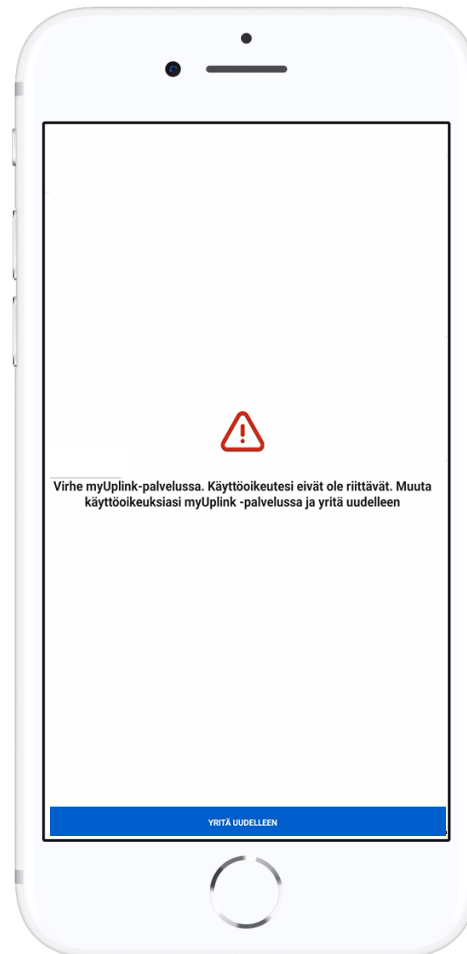 Virhe myUplink-palvelussa. Käyttöoikeutesi eivät ole riittävät. Muuta
käyttöoikeuksiasi myUplink -palvelussa ja yritä uudelleen
YRITÄ UUDELLEEN